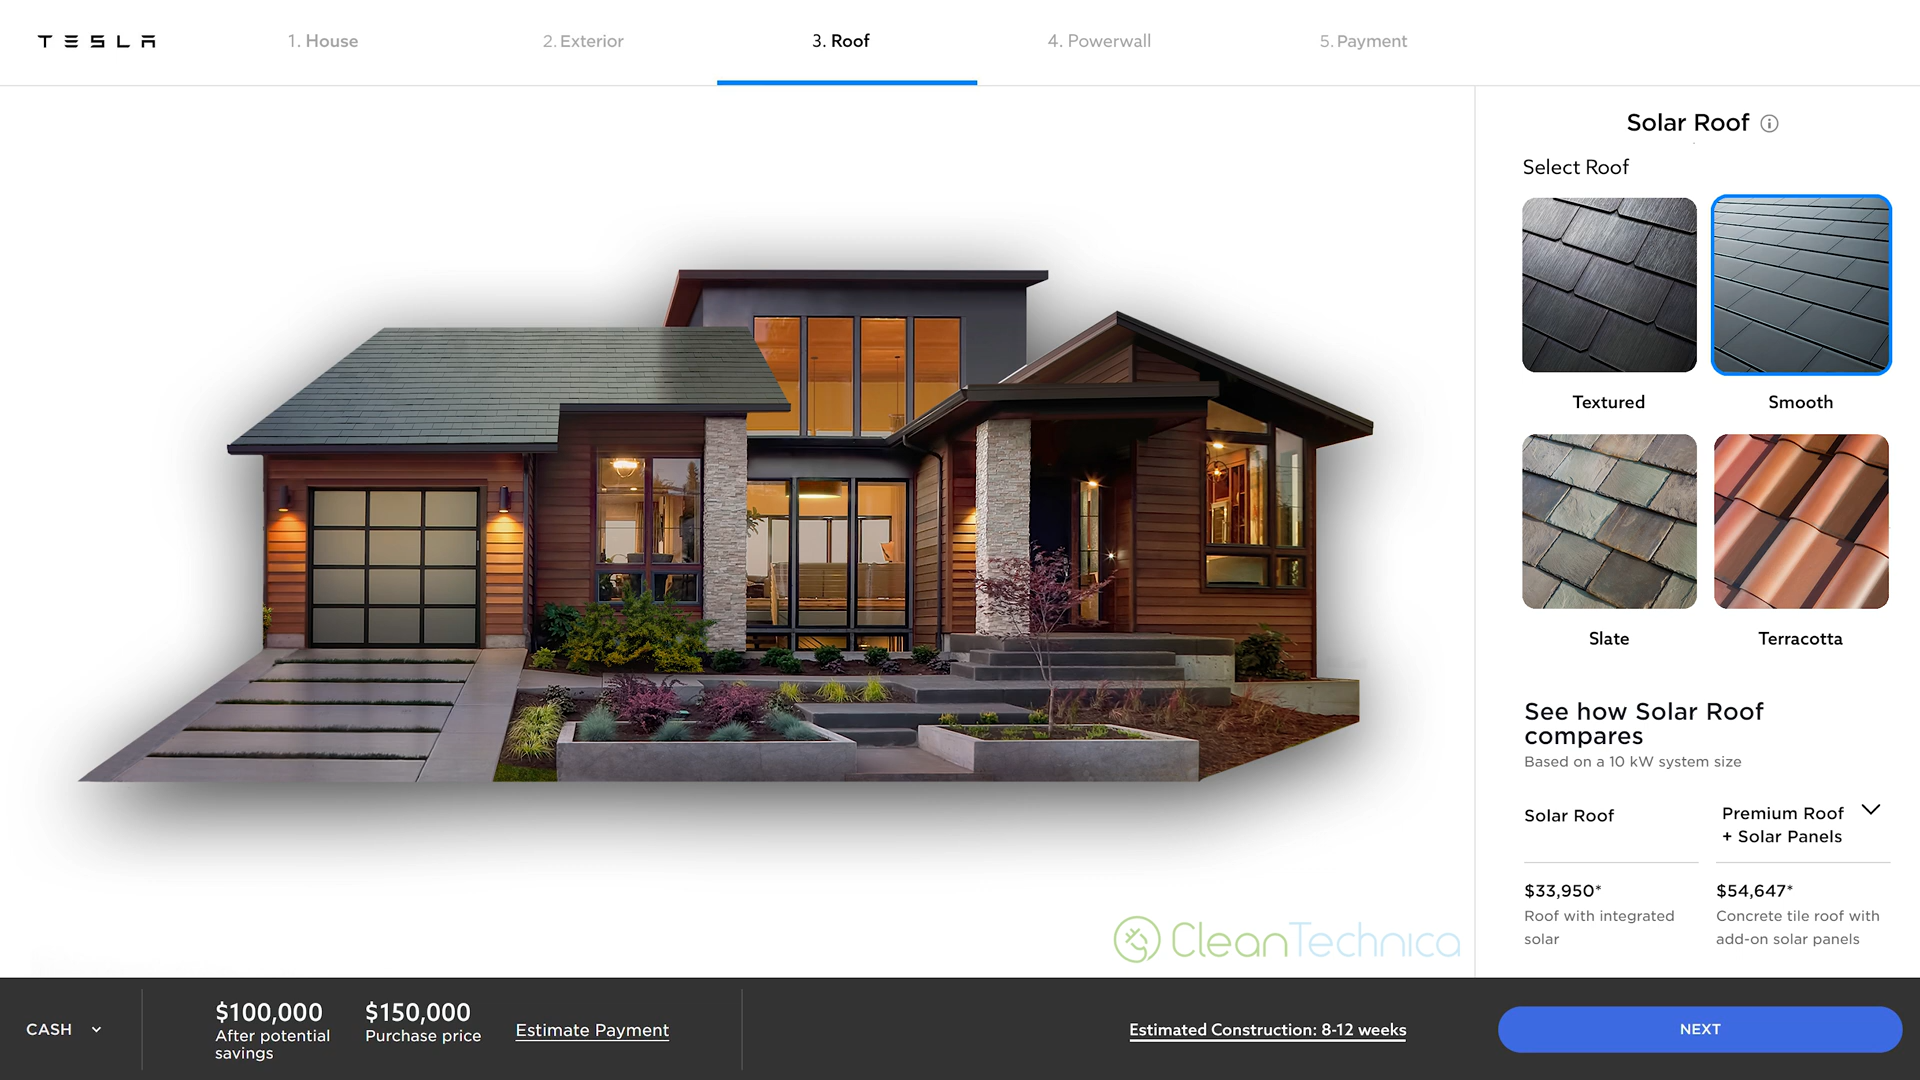 TESLA
1. House
2. Exterior
3. Roof
4. Powerwall
5. Payment
Solar Roof
Select Roof
Textured
Smooth
Slate
Terracotta
See how Solar Roof
compares
Based on a 10 kW system size
Solar Roof
Premium Roof
+ Solar Panels
$33,950*
Roof with integrated
solar
$54,647*
Concrete tile roof with
add-on solar panels
CleanTechnica
CASH
$100,000
After potential
savings
$150,000
Purchase price
Estimate Payment
Estimated Construction: 8-12 weeks
NEXT